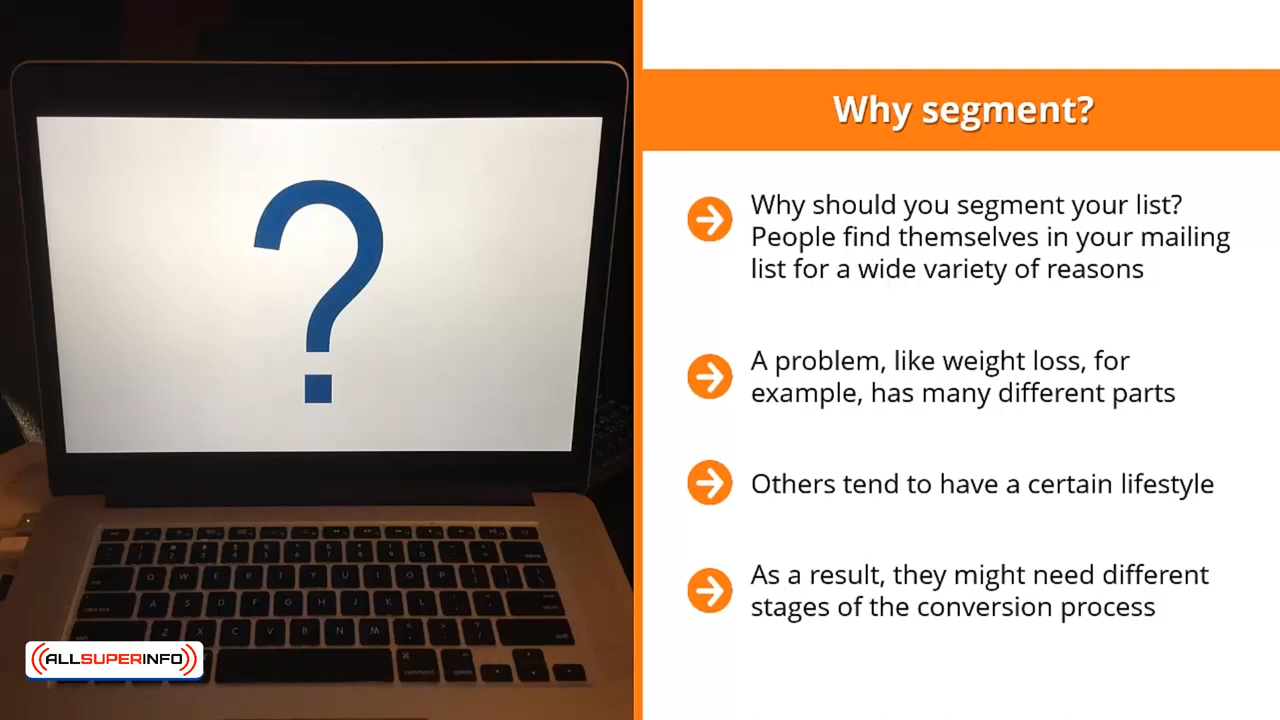 ?
Why segment?
Why should you segment your list?
People find themselves in your mailing
list for a wide variety of reasons
A problem, like weight loss, for
example, has many different parts
Others tend to have a certain lifestyle
As a result, they might need different
stages of the conversion process
ALLSUPERINFO
Q W E R T Y U I O P
A S D F G H J K L
Z X C V B N M
command option